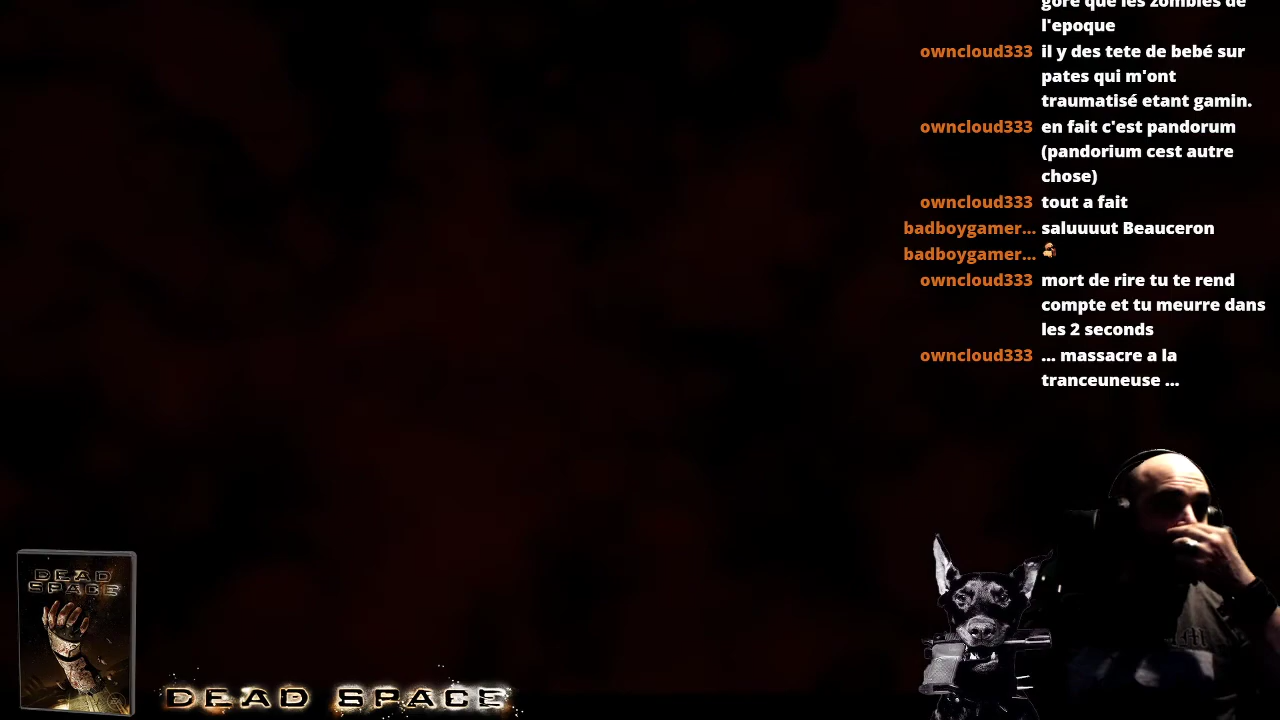 gore que les zombies de
l'epoque
owncloud333 il y des tete de bebé sur
pates qui m'ont
traumatisé etant gamin.
owncloud333 en fait c'est pandorum
(pandorium cest autre
chose)
owncloud333 tout a fait
badboygamer... saluuuut Beauceron
badboygamer...
owncloud333 mort de rire tu te rend
compte et tu meurre dans
les 2 seconds
owncloud333 ... massacre a la
tranceuneuse ...
DEAD
SPACE
DEAD SPACE